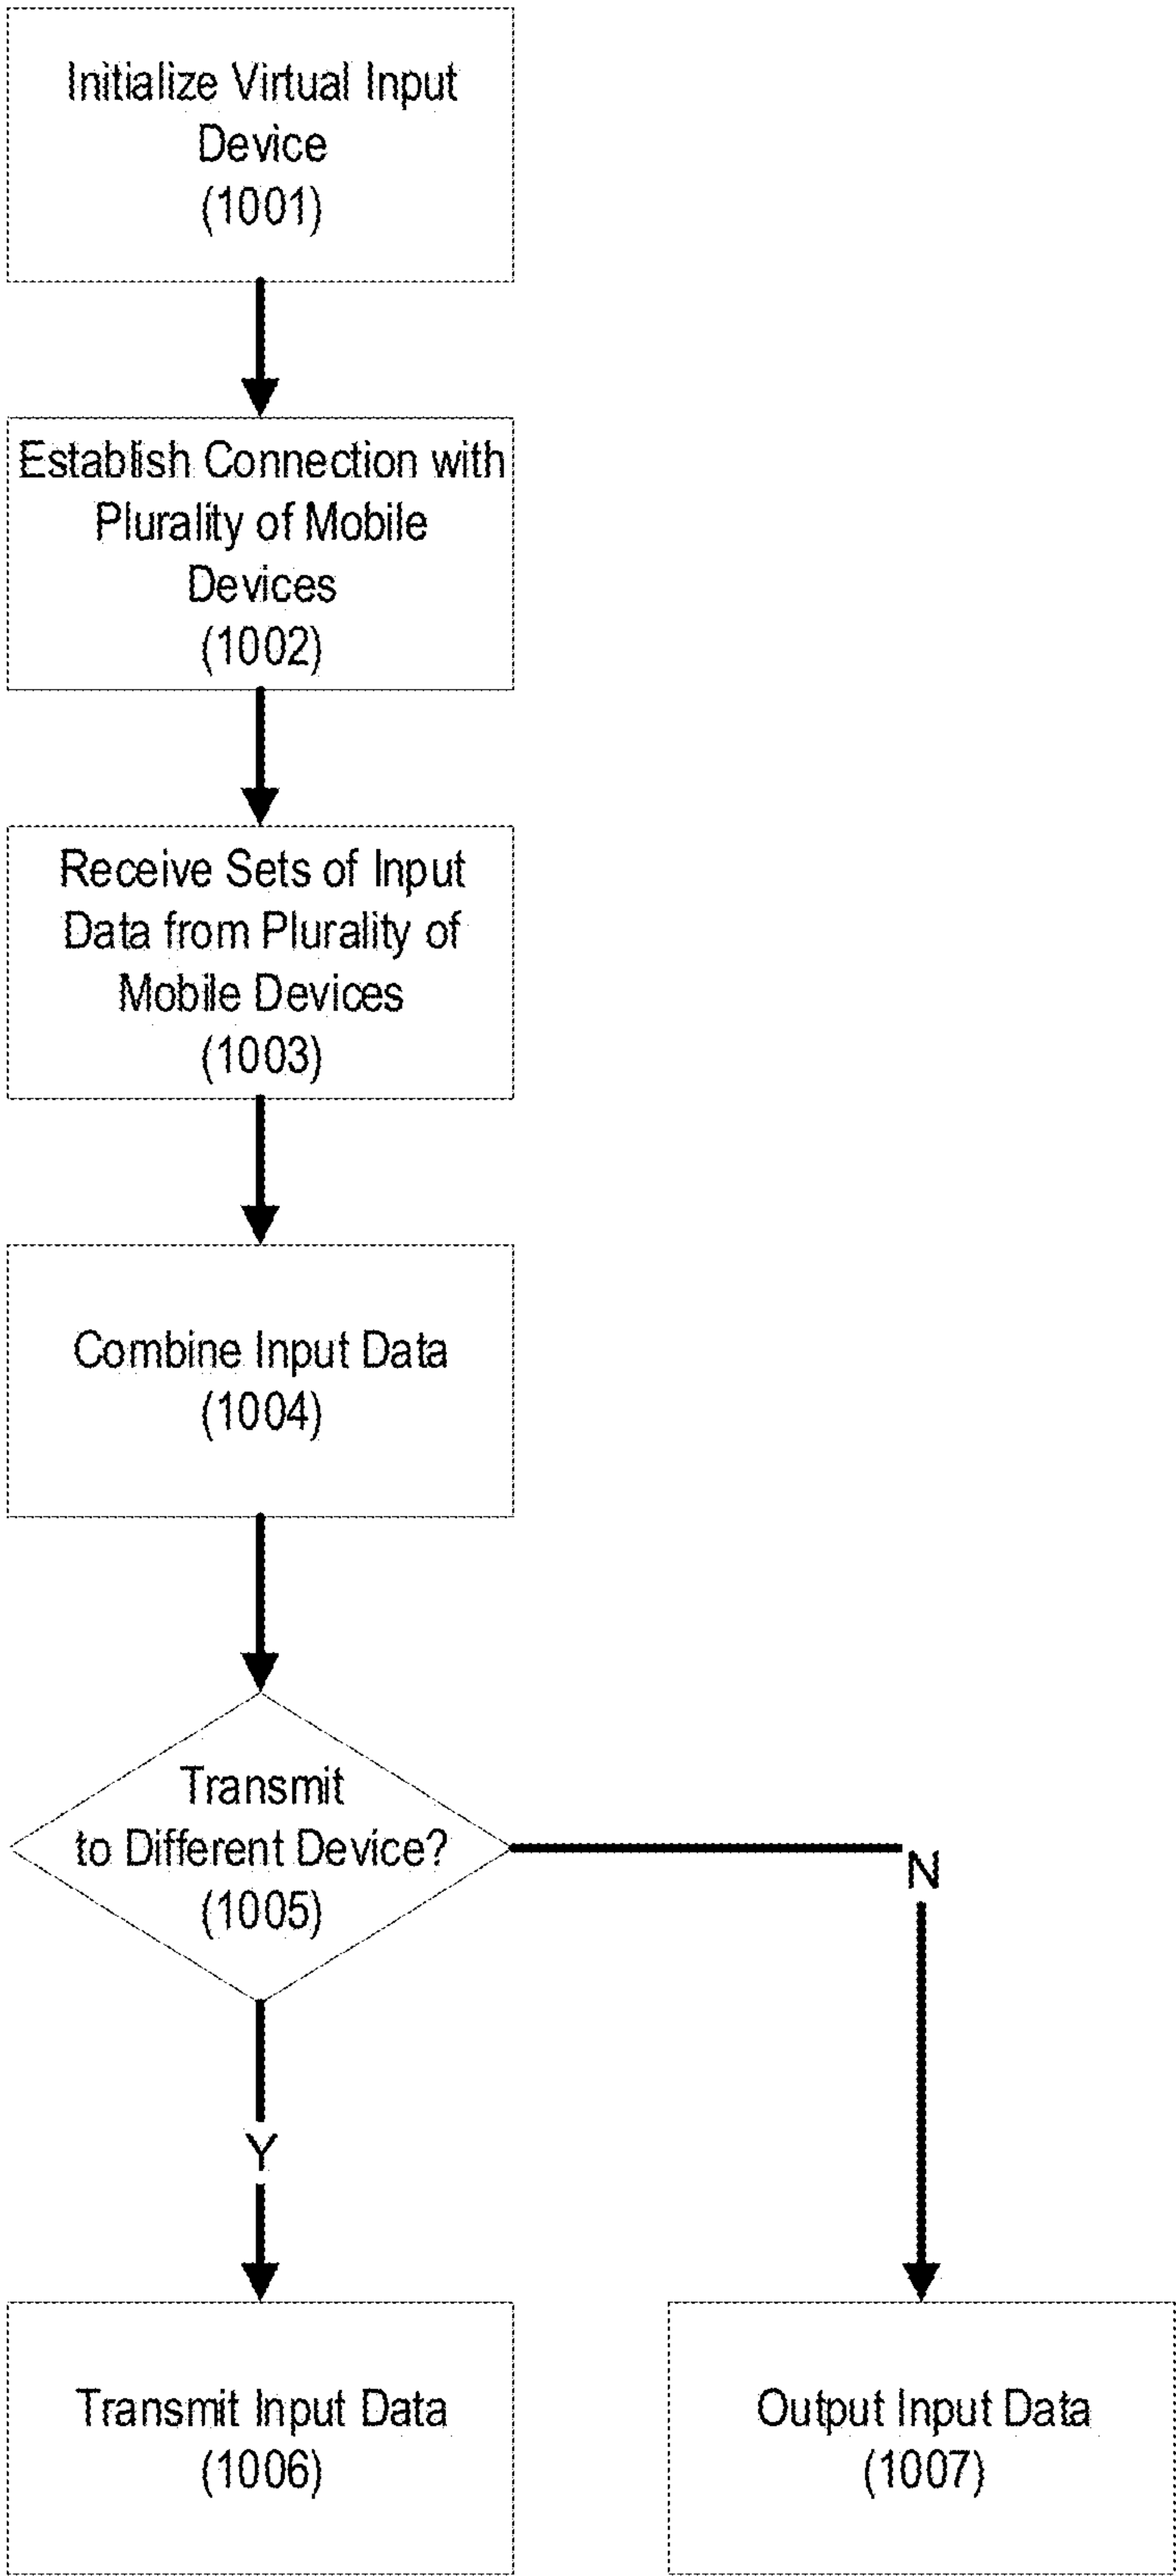 Initialize Virtual Input
Device
(1001)
Establish Connection with
Plurality of Mobile
Devices
(1002)
Receive Sets of Input
Data from Plurality of
Mobile Devices
(1003)
Combine Input Data
(1004)
Transmit
to Different Device?
(1005)
N
Y
Transmit Input Data
(1006)
Output Input Data
(1007)